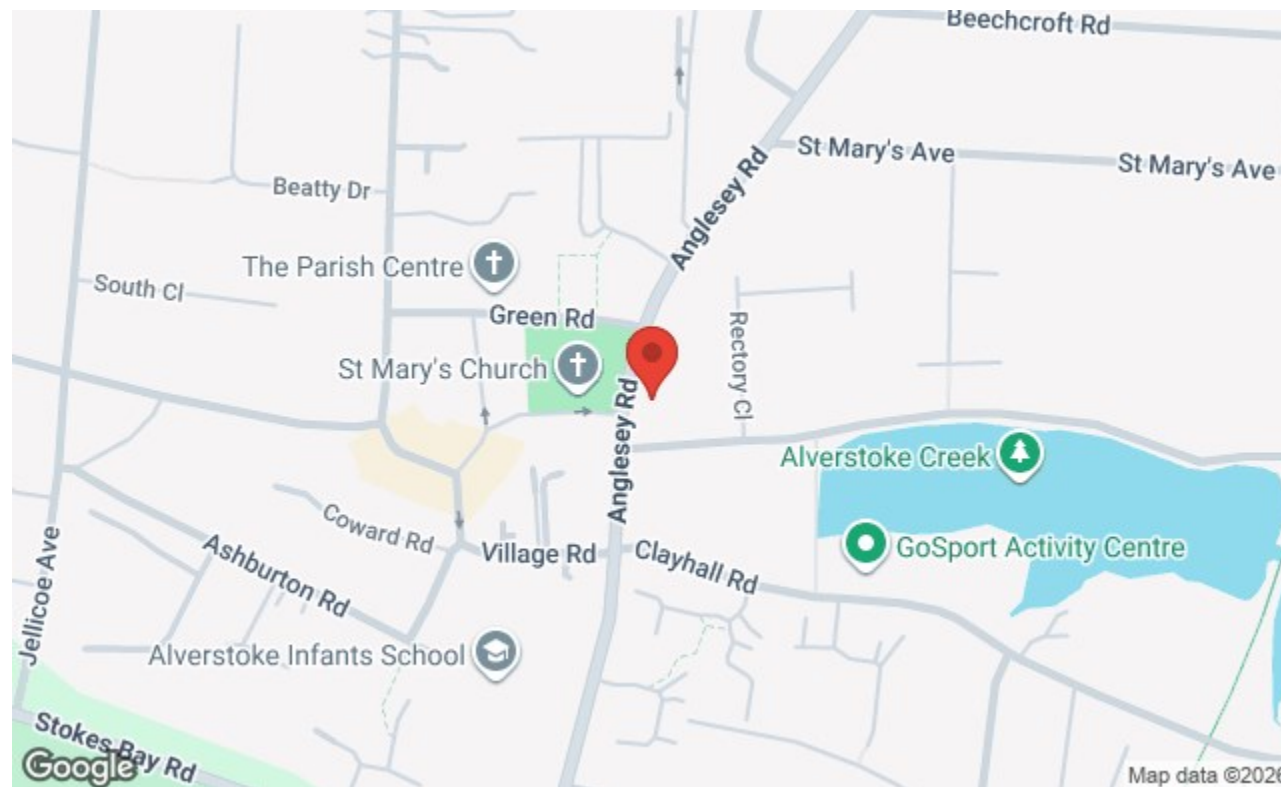 Beechcroft Rd
St Mary's Ave
St Mary's Ave
Beatty Dr
Anglesey Rd
The Parish Centre
South Cl
Green Rd
Rectory Cl
St Mary's Church
Anglesey Rd
Alverstoke Creek
Coward Rd
Village Rd
Clayhall Rd
GoSport Activity Centre
Ashburton Rd
Jellicoe Ave
Alverstoke Infants School
Stokes Bay Rd
Google
Map data ©2026